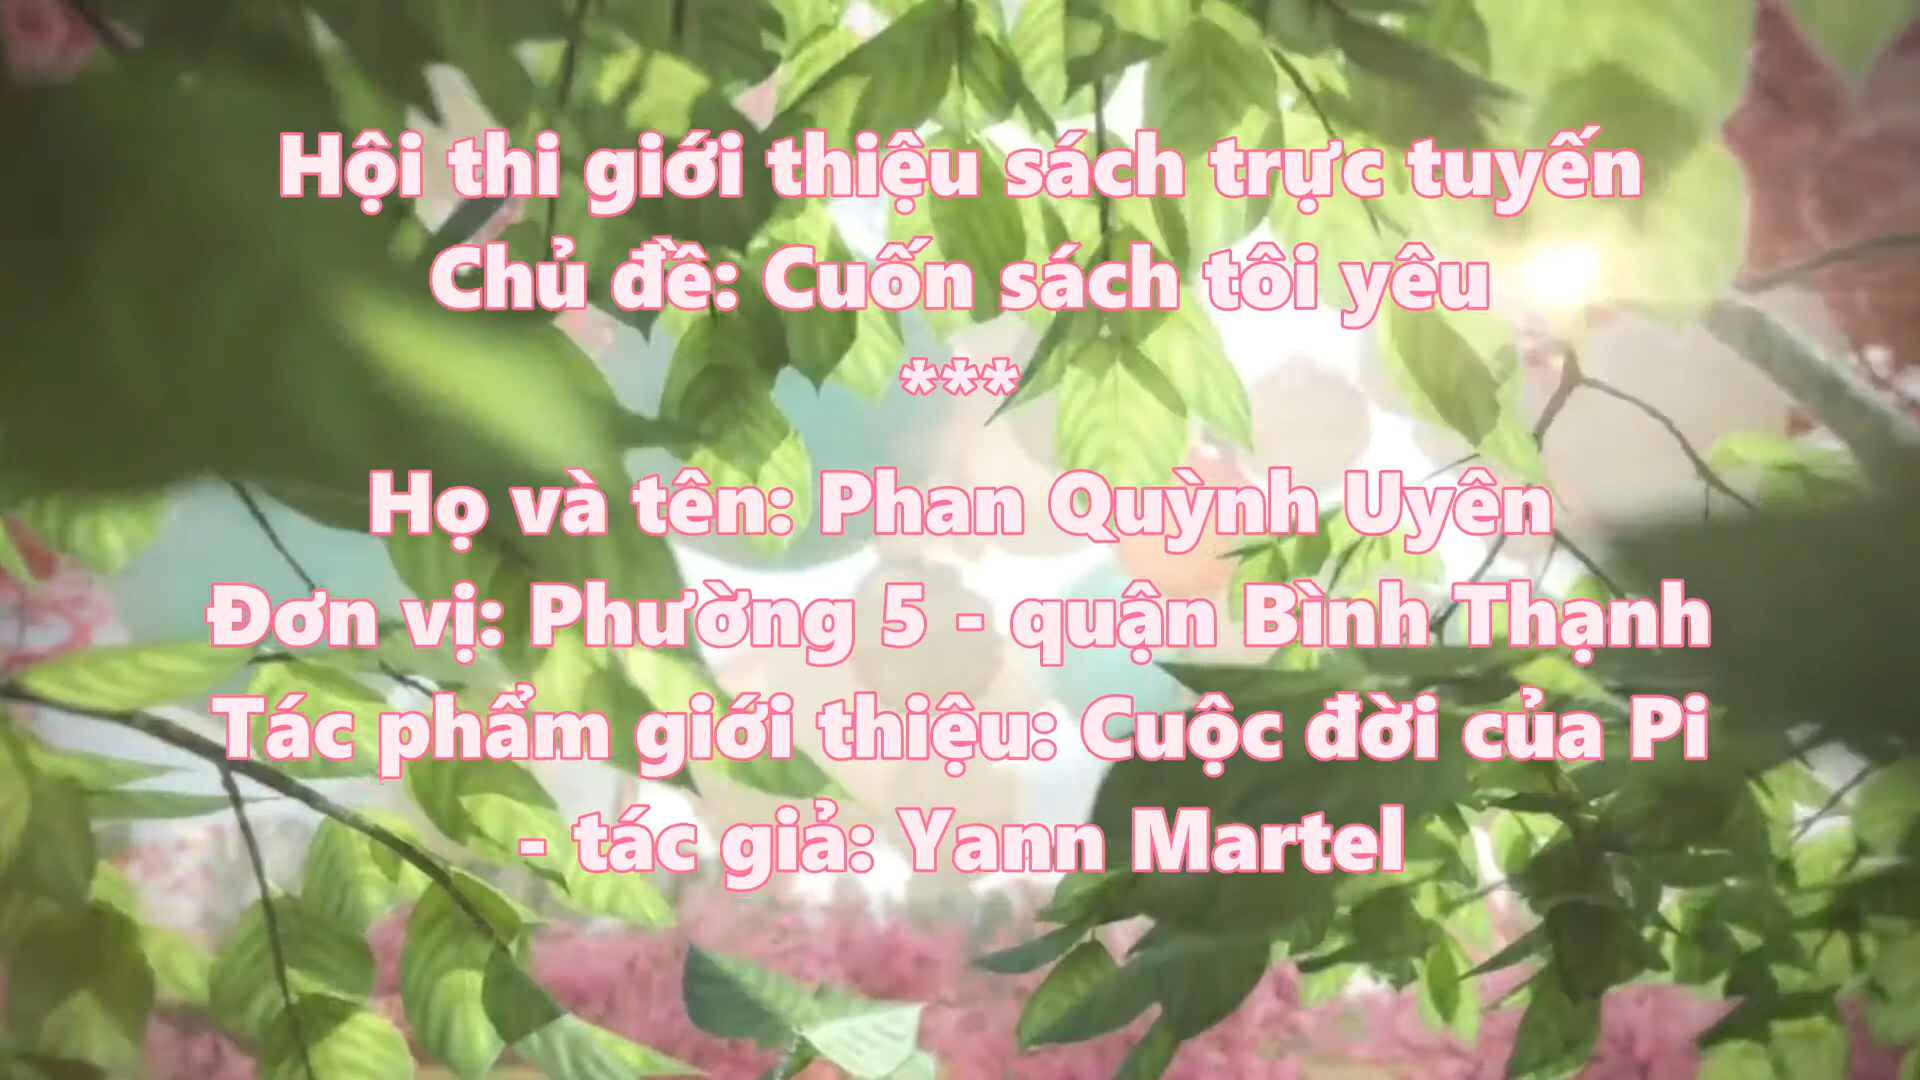 Hội thi giới thiệu sách trực tuyến
Chủ đề: Cuốn sách tôi yêu
***
Họ và tên: Phan Quỳnh Uyên
Đơn vị: Phường 5 - quận Bình Thạnh
Tác phẩm giới thiệu: Cuộc đời của Pi
- tác giả: Yann Martel